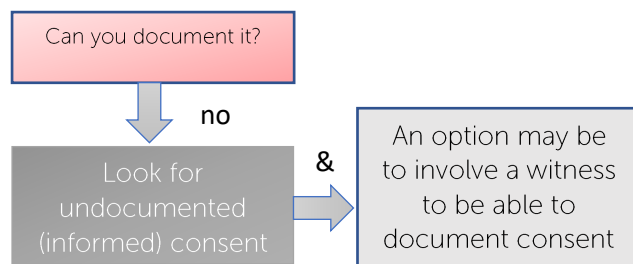 Can you document it?
no
Look for
undocumented
(informed) consent
&
An option may be
to involve a witness
to be able to
document consent